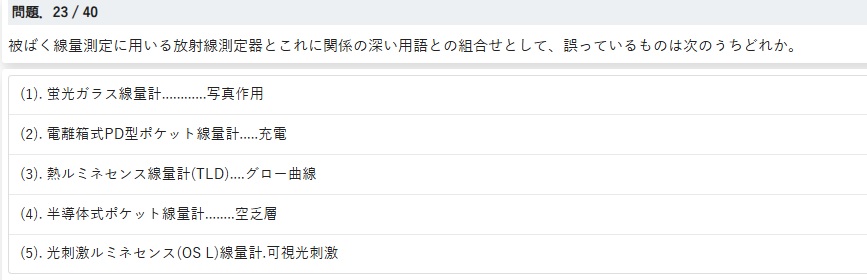 問題. 23 / 40
被ばく線量測定に用いる放射線測定器とこれに関係の深い用語との組合せとして、誤っているものは次のうちどれか。
(1). 蛍光ガラス線量計............写真作用
(2). 電離箱式PD型ポケット線量計.....充電
(3). 熱ルミネセンス線量計(TLD)....グロー曲線
(4). 半導体式ポケット線量計........空乏層
(5). 光刺激ルミネセンス(OS L)線量計.可視光刺激